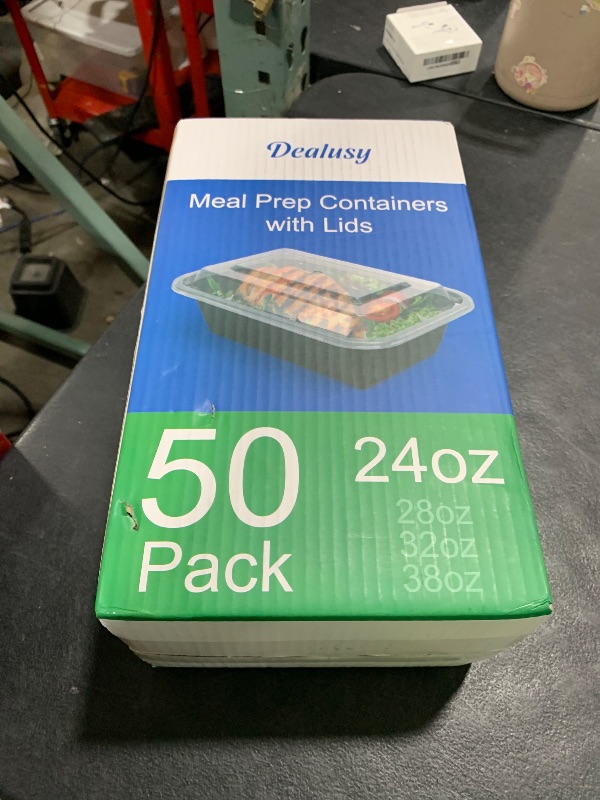 Dealusy
Meal Prep Containers
with Lids
50
Pack
24oz
28oz
32oz
38oz